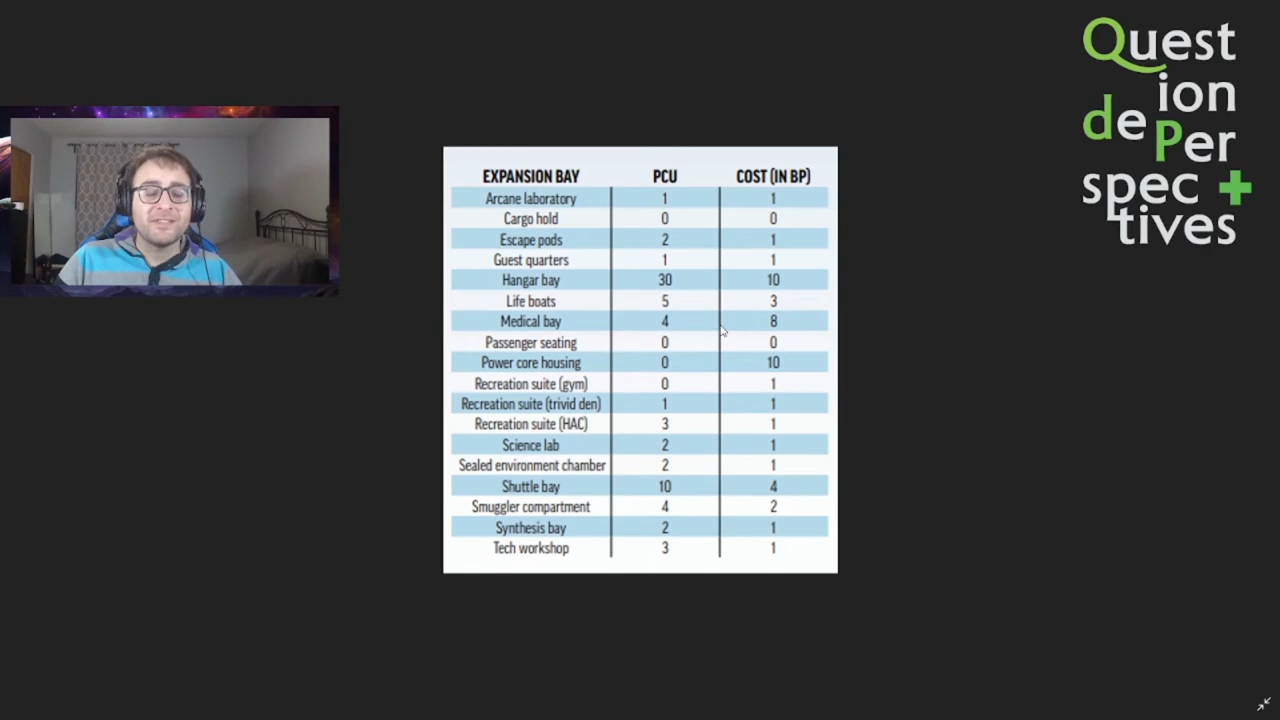 Quest
ion
de Per
spec +
tives
EXPANSION BAY PCU COST (IN BP)
Arcane laboratory 1 1
Cargo hold 0 0
Escape pods 2 1
Guest quarters 1 1
Hangar bay 30 10
Life boats 5 3
Medical bay 4 8
Passenger seating 0 0
Power core housing 0 10
Recreation suite (gym) 0 1
Recreation suite (trivid den) 1 1
Recreation suite (HAC) 3 1
Science lab 2 1
Sealed environment chamber 2 1
Shuttle bay 10 4
Smuggler compartment 4 2
Synthesis bay 2 1
Tech workshop 3 1